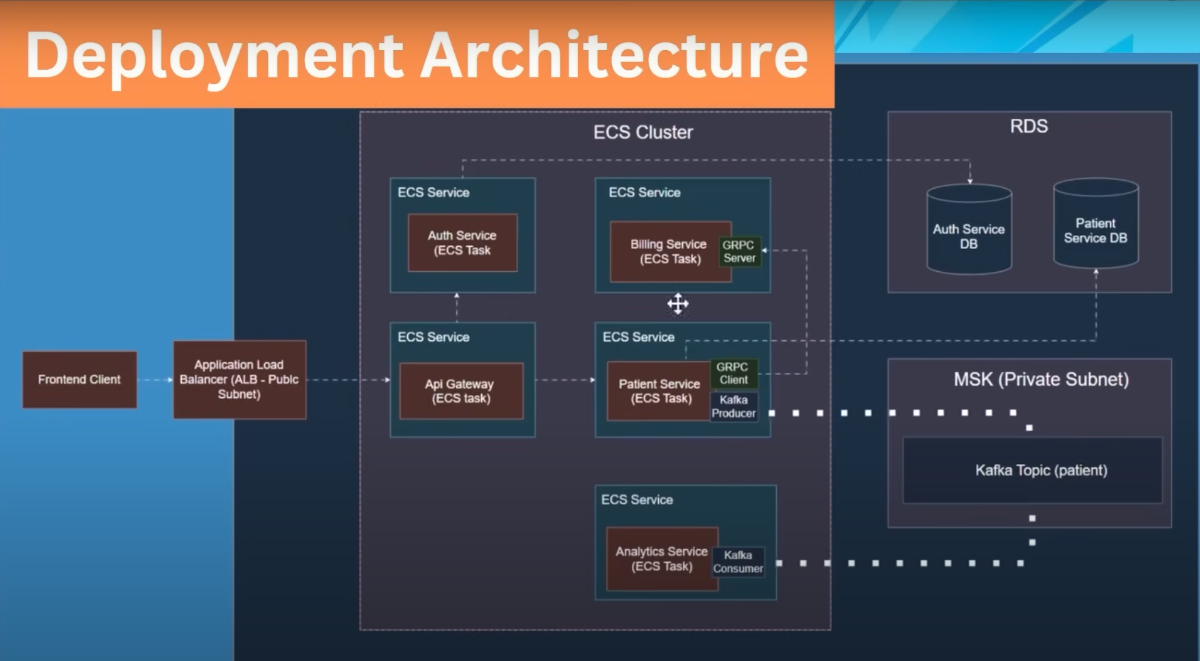 Deployment Architecture
ECS Cluster
RDS
ECS Service
Auth Service
(ECS Task
ECS Service
Billing Service
(ECS Task)
GRPC
Server
Auth Service
DB
Patient
Service DB
Frontend Client
Application Load
Balancer (ALB - Publc
Subnet)
ECS Service
Api Gateway
(ECS task)
ECS Service
Patient Service
(ECS Task)
GRPC
Client
Kafka
Producer
MSK (Private Subnet)
Kafka Topic (patient)
ECS Service
Analytics Service
(ECS Task)
Kafka
Consumer